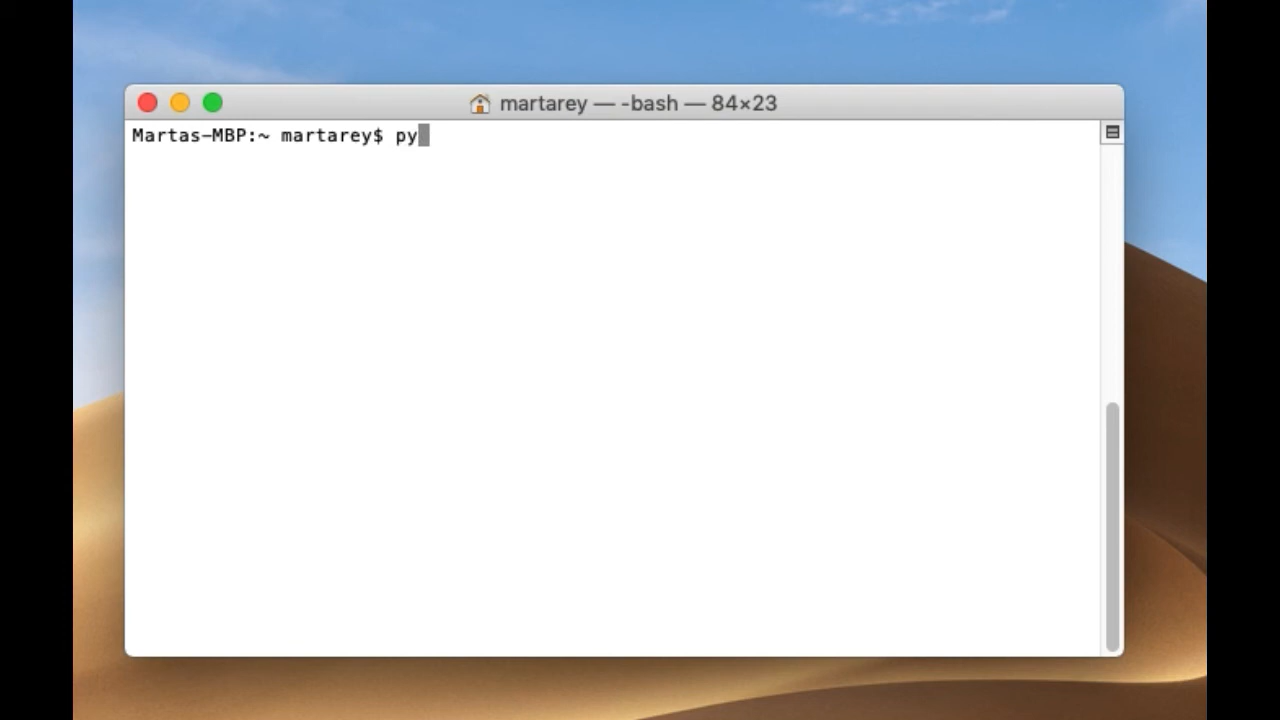 martarey — -bash — 84×23
Martas-MBP:~ martarey$ py